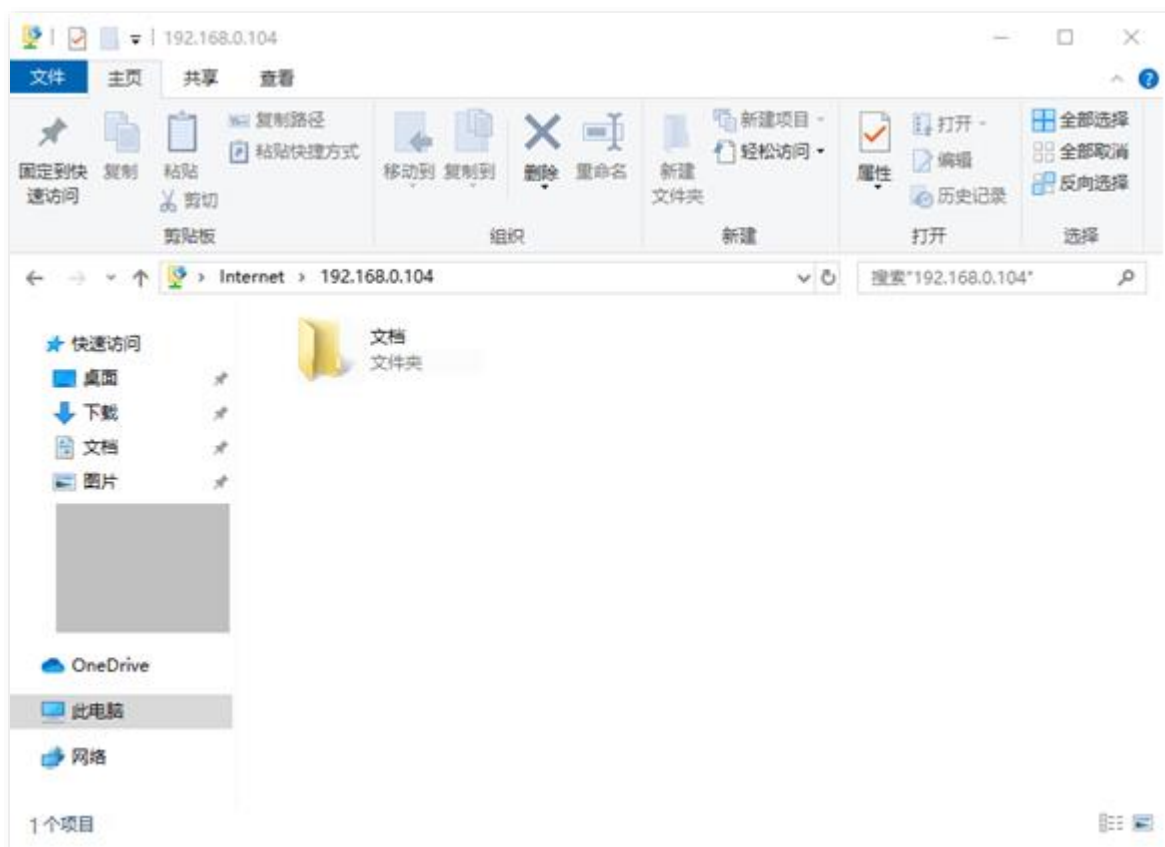 192.168.0.104
文件 主页 共享 查看
固定到快速访问
复制
粘贴
复制路径
粘贴快捷方式
剪切
剪贴板
移动到 复制到 删除 重命名
组织
新建文件夹
新建项目
轻松访问
新建
属性
打开
编辑
历史记录
打开
全部选择
全部取消
反向选择
选择
Internet › 192.168.0.104
搜索"192.168.0.104"
快速访问
桌面
下载
文档
图片
OneDrive
此电脑
网络
文档
文件夹
1个项目